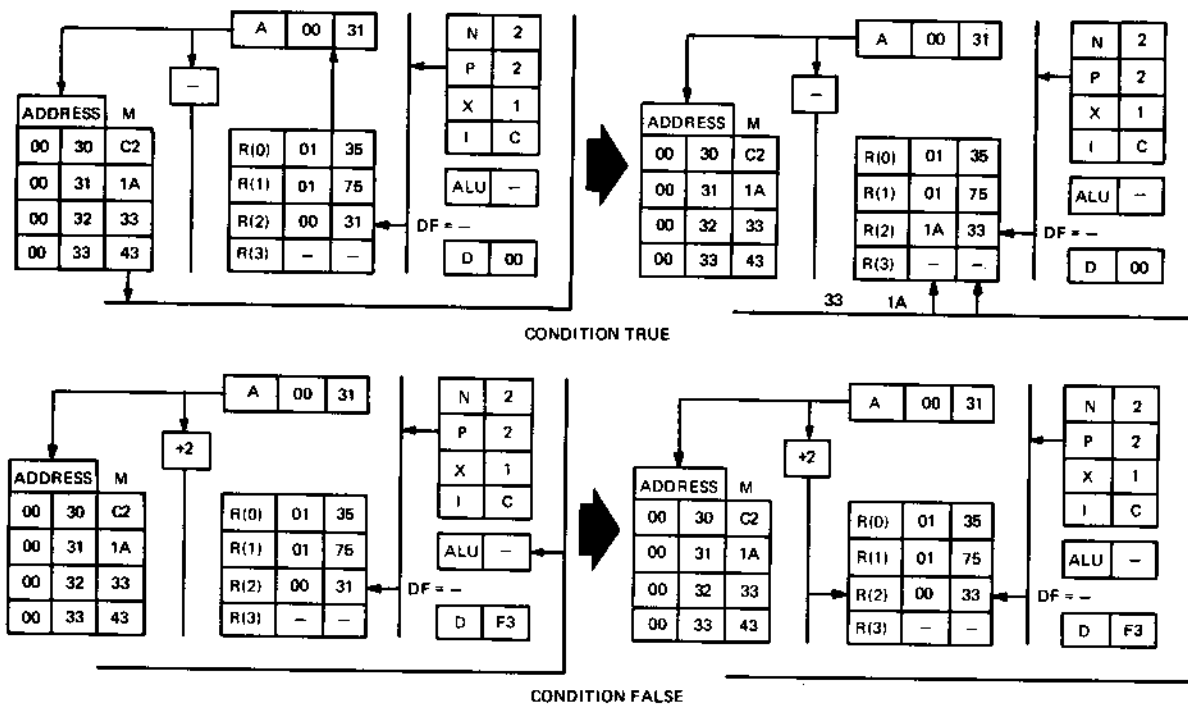 A 00 31
N 2
P 2
X 1
I C
–
ADDRESS M
00 30 C2
00 31 1A
00 32 33
00 33 43
R(0) 01 35
R(1) 01 75
R(2) 00 31
R(3) – –
ALU –
DF = –
D 00
A 00 31
N 2
P 2
X 1
I C
–
ADDRESS M
00 30 C2
00 31 1A
00 32 33
00 33 43
R(0) 01 35
R(1) 01 75
R(2) 1A 33
R(3) – –
ALU –
DF = –
D 00
33 1A
CONDITION TRUE
A 00 31
N 2
P 2
X 1
I C
+2
ADDRESS M
00 30 C2
00 31 1A
00 32 33
00 33 43
R(0) 01 35
R(1) 01 75
R(2) 00 31
R(3) – –
ALU –
DF = –
D F3
A 00 31
N 2
P 2
X 1
I C
+2
ADDRESS M
00 30 C2
00 31 1A
00 32 33
00 33 43
R(0) 01 35
R(1) 01 75
R(2) 00 33
R(3) – –
ALU –
DF = –
D F3
CONDITION FALSE